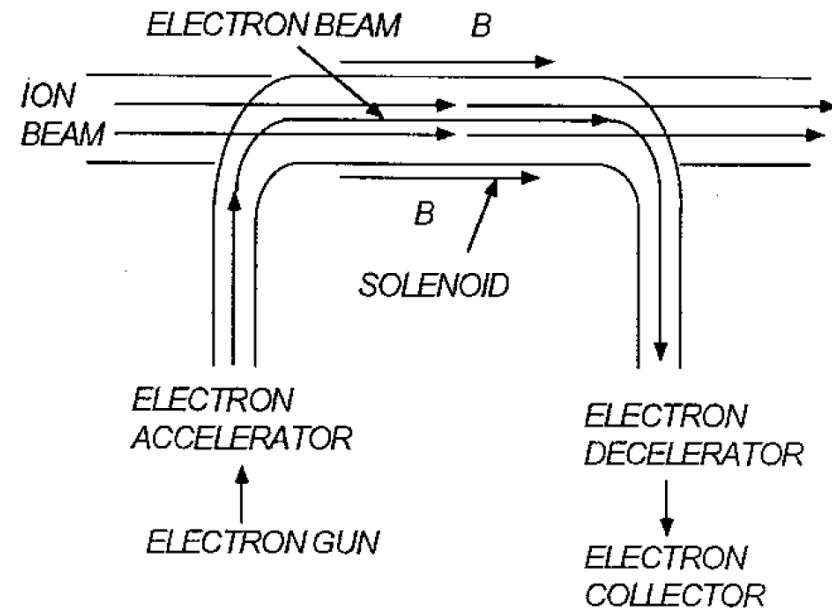 ELECTRON BEAM
B
ION
BEAM
B
SOLENOID
ELECTRON
ACCELERATOR
ELECTRON GUN
ELECTRON
DECELERATOR
ELECTRON
COLLECTOR